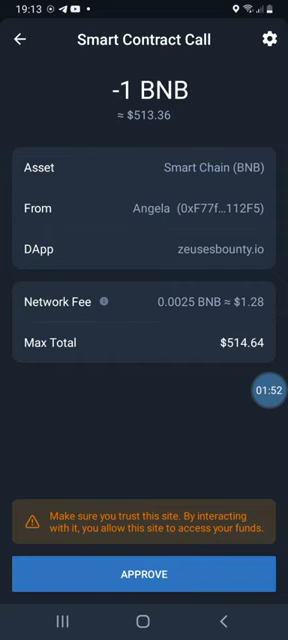 19:13
Smart Contract Call
-1 BNB
≈ $513.36
Asset Smart Chain (BNB)
From Angela (0xF77f...112F5)
DApp zeusesbounty.io
Network Fee 0.0025 BNB ≈ $1.28
Max Total $514.64
01:52
Make sure you trust this site. By interacting
with it, you allow this site to access your funds.
APPROVE